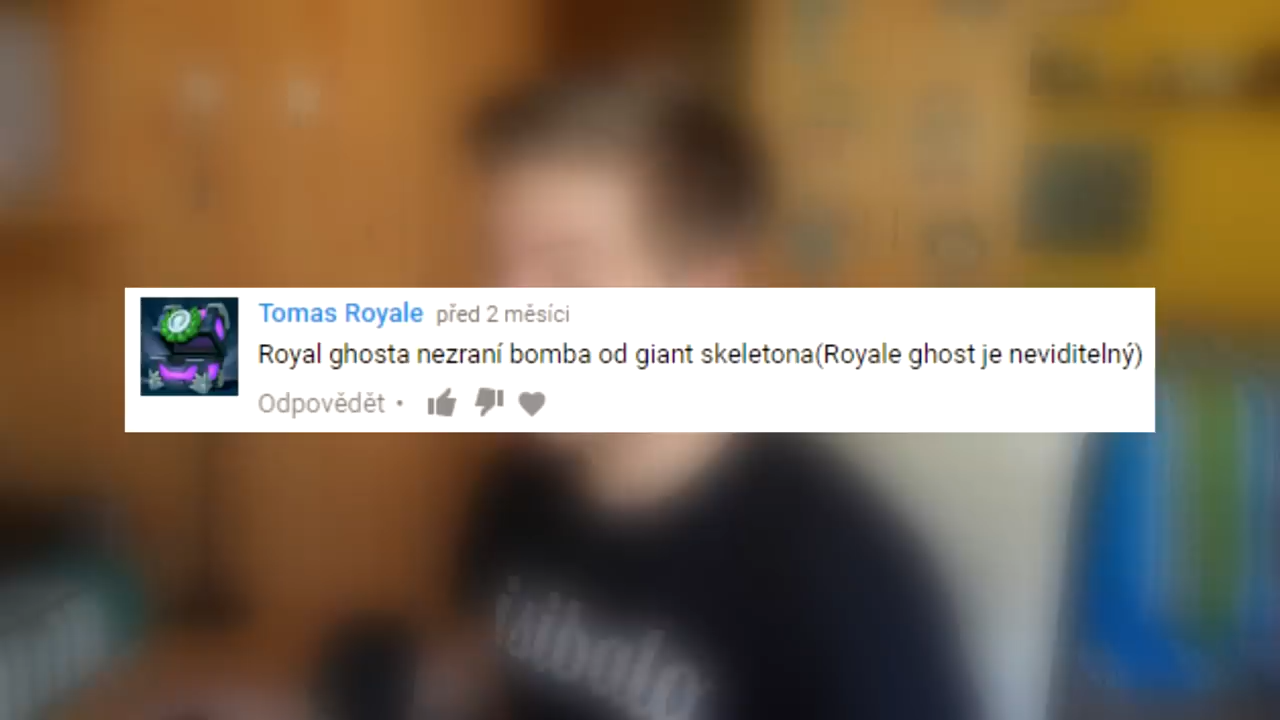 Tomas Royale před 2 měsíci
Royal ghosta nezraní bomba od giant skeletona(Royale ghost je neviditelný)
Odpovědět •